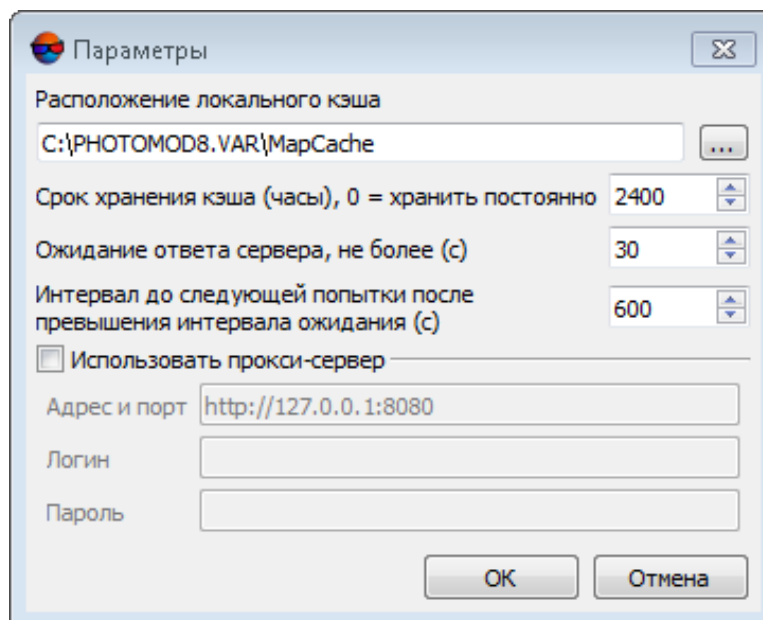 Параметры
Расположение локального кэша
C:\PHOTOMOD8.VAR\MapCache
...
Срок хранения кэша (часы), 0 = хранить постоянно 2400
Ожидание ответа сервера, не более (с) 30
Интервал до следующей попытки после
превышения интервала ожидания (с) 600
Использовать прокси-сервер
Адрес и порт http://127.0.0.1:8080
Логин
Пароль
ОК Отмена